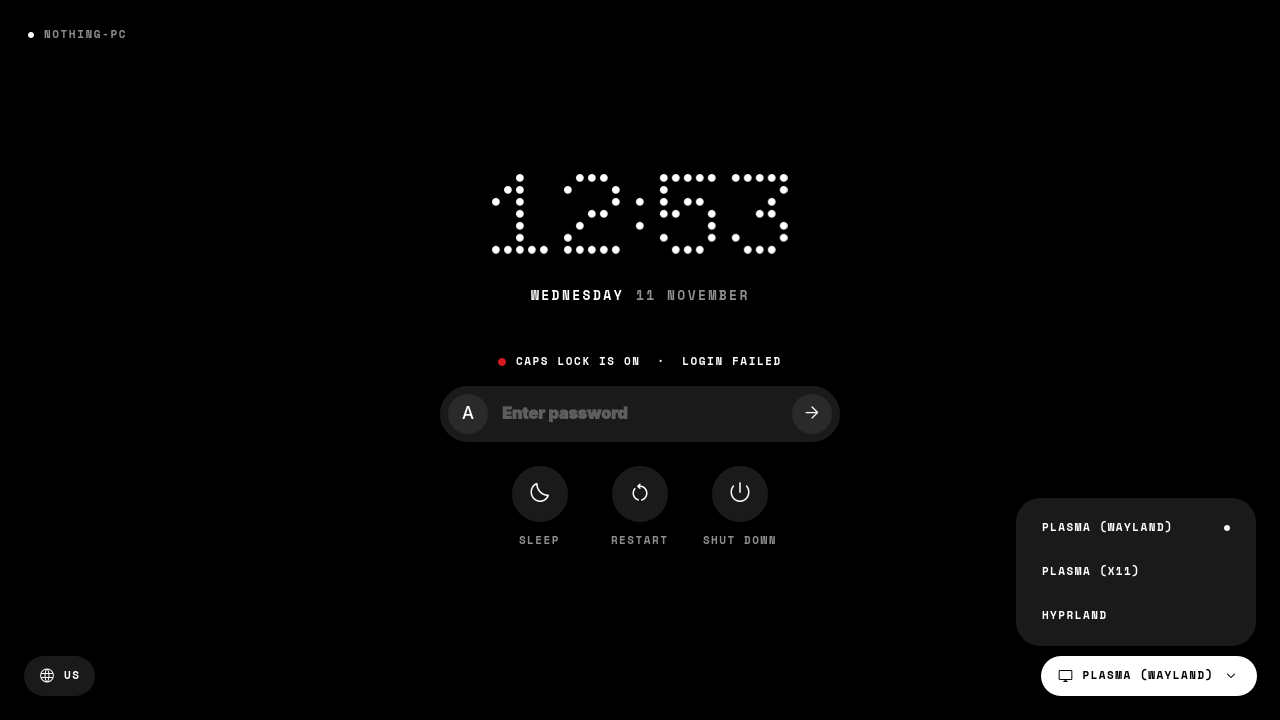 NOTHING-PC
12:53
WEDNESDAY 11 NOVEMBER
CAPS LOCK IS ON · LOGIN FAILED
A Enter password
SLEEP RESTART SHUT DOWN
PLASMA (WAYLAND)
PLASMA (X11)
HYPRLAND
US
PLASMA (WAYLAND)